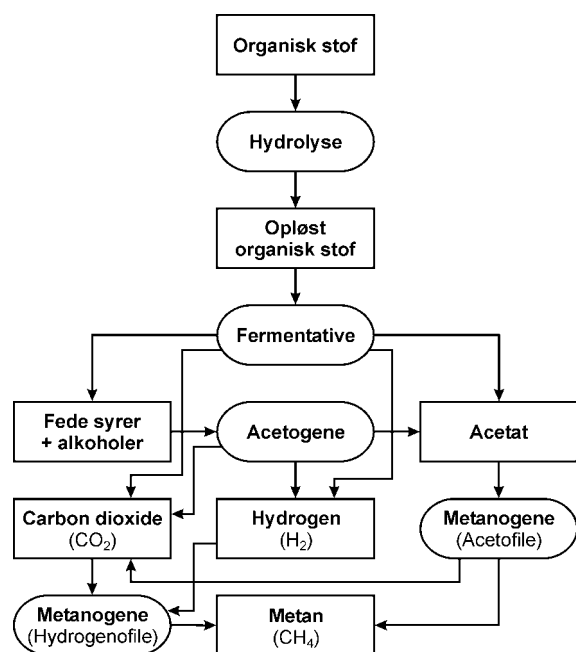 Organisk stof
Hydrolyse
Opløst
organisk stof
Fermentative
Fede syrer
+ alkoholer
Acetogene
Acetat
Carbon dioxide
(CO₂)
Hydrogen
(H₂)
Metanogene
(Acetofile)
Metanogene
(Hydrogenofile)
Metan
(CH₄)